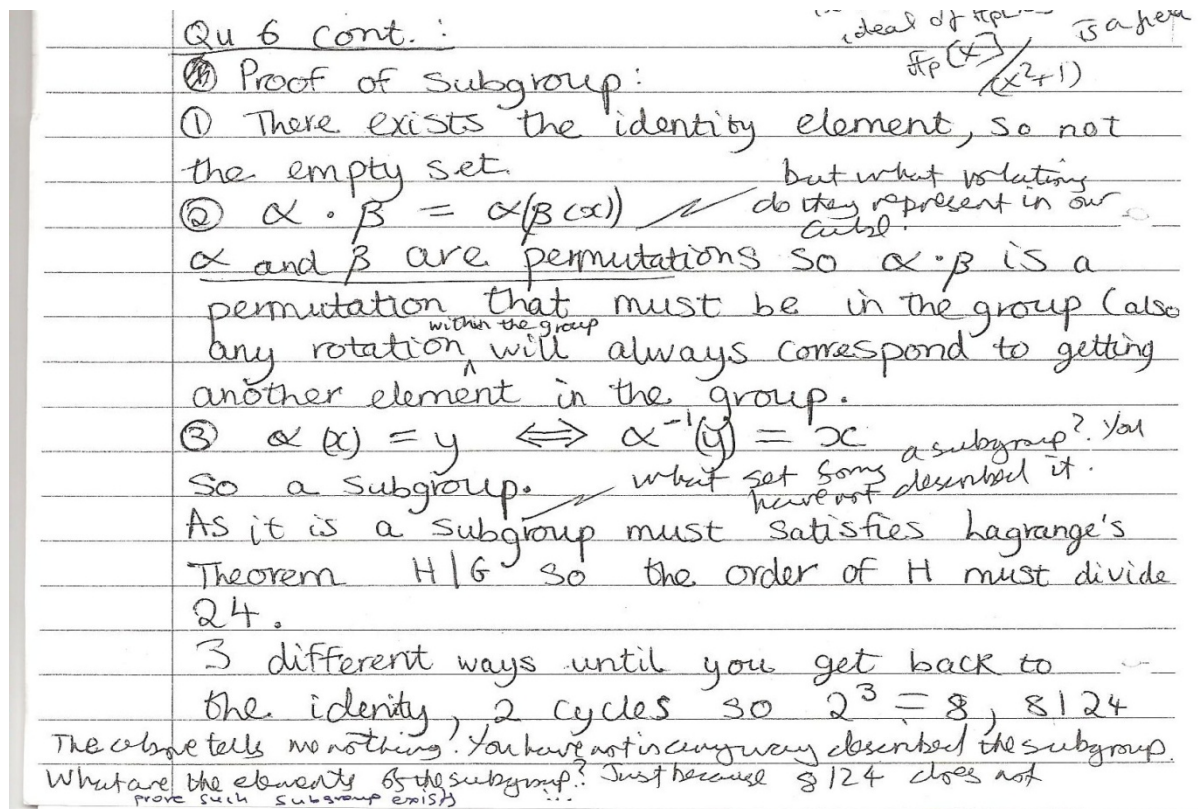 Qu 6 cont. :
ideal of
is a
Fp[x]/(x²+1)
Proof of subgroup:
① There exists the identity element, so not
the empty set.
but what
② α . β = α(β(x))
do they represent in our
α and β are permutations so α·β is a
permutation that must be in the group (also
within the group
any rotation ∧ will always correspond to getting
another element in the group.
③ α(x) = y ⟺ α⁻¹(y) = x
a subgroup? You
so a subgroup.
what set forms
have not described it.
As it is a subgroup must satisfies Lagrange's
Theorem H|G so the order of H must divide
24.
3 different ways until you get back to
the idenity, 2 cycles so 2³ = 8, 8|24
The above tells me nothing! You have not in any way described the subgroup.
What are the elements of the subgroup? Just because 8|24 does not
prove such subgroup exists ...